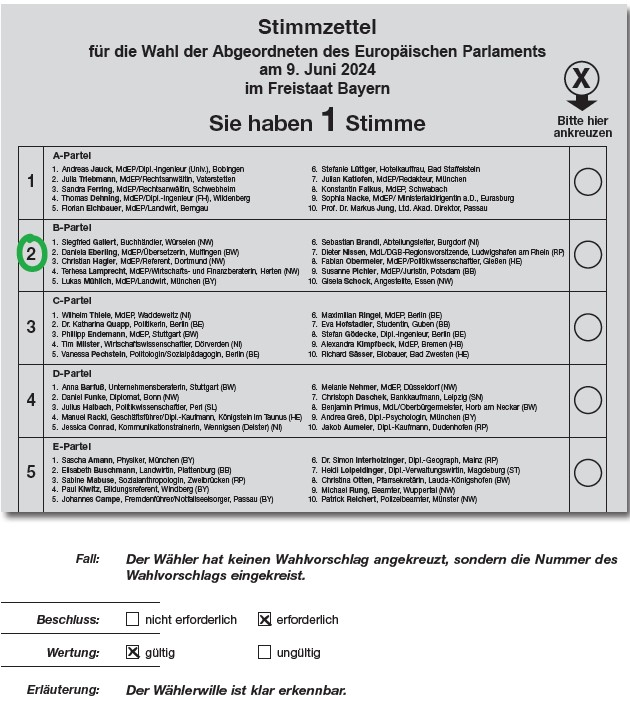 Stimmzettel
für die Wahl der Abgeordneten des Europäischen Parlaments
am 9. Juni 2024
im Freistaat Bayern
Sie haben 1 Stimme
X
Bitte hier
ankreuzen
1
A-Partei
1. Andreas Jauck, MdEP/Dipl.-Ingenieur (Univ.), Bobingen
2. Julia Triebmann, MdEP/Rechtsanwältin, Vaterstetten
3. Sandra Ferring, MdEP/Rechtsanwältin, Schwebheim
4. Thomas Dehning, MdEP/Dipl.-Ingenieur (FH), Wildenberg
5. Florian Eichbauer, MdEP/Landwirt, Berngau
6. Stefanie Lüttger, Hotelkauffrau, Bad Staffelstein
7. Julian Katlofen, MdEP/Redakteur, München
8. Konstantin Falkus, MdEP, Schwabach
9. Sophia Nacke, MdEP/ Ministerialdirigentin a.D., Eurasburg
10. Prof. Dr. Markus Jung, Ltd. Akad. Direktor, Passau
2
B-Partei
1. Siegfried Gallert, Buchhändler, Würselen (NW)
2. Daniela Eberling, MdEP/Übersetzerin, Mulfingen (BW)
3. Christian Hagler, MdEP/Referent, Dortmund (NW)
4. Terhesa Lamprecht, MdEP/Wirtschafts- und Finanzberaterin, Herten (NW)
5. Lukas Mühlich, MdEP/Landwirt, München (BY)
6. Sebastian Brandl, Abteilungsleiter, Burgdorf (NI)
7. Dieter Nissen, MdL/DGB-Regionsvorsitzende, Ludwigshafen am Rhein (RP)
8. Fabian Obermeier, MdEP/Politikwissenschaftler, Gießen (HE)
9. Susanne Pichler, MdEP/Juristin, Potsdam (BB)
10. Gisela Schock, Angestellte, Essen (NW)
3
C-Partei
1. Wilhelm Thiele, MdEP, Waddeweitz (NI)
2. Dr. Katharina Quapp, Politikerin, Berlin (BE)
3. Philipp Endemann, MdEP, Stuttgart (BW)
4. Tim Milster, Wirtschaftswissenschaftler, Dörverden (NI)
5. Vanessa Pechstein, Politologin/Sozialpädagogin, Berlin (BE)
6. Maximilian Ringel, MdEP, Berlin (BE)
7. Eva Hofstadler, Studentin, Guben (BB)
8. Stefan Gödecke, Dipl.-Ingenieur, Berlin (BE)
9. Alexandra Kimpfbeck, MdEP, Bremen (HB)
10. Richard Sässer, Biobauer, Bad Zwesten (HE)
4
D-Partei
1. Anna Barfuß, Unternehmensberaterin, Stuttgart (BW)
2. Daniel Funke, Diplomat, Bonn (NW)
3. Julius Halbach, Politikwissenschaftler, Perl (SL)
4. Manuel Racki, Geschäftsführer/Dipl.-Kaufmann, Königstein im Taunus (HE)
5. Jessica Conrad, Kommunikationstrainerin, Wennigsen (Deister) (NI)
6. Melanie Nehmer, MdEP, Düsseldorf (NW)
7. Christoph Daschek, Bankkaufmann, Leipzig (SN)
8. Benjamin Primus, MdL/Oberbürgermeister, Horb am Neckar (BW)
9. Andrea Greß, Dipl.-Psychologin, München (BY)
10. Jakob Aumeier, Dipl.-Kaufmann, Dudenhofen (RP)
5
E-Partei
1. Sascha Amann, Physiker, München (BY)
2. Elisabeth Buschmann, Landwirtin, Plattenburg (BB)
3. Sabine Mabuse, Sozialanthropologin, Zweibrücken (RP)
4. Paul Kiwitz, Bildungsreferent, Windberg (BY)
5. Johannes Campe, Fremdenführer/Notfallseelsorger, Passau (BY)
6. Dr. Simon Interholzinger, Dipl.-Geograph, Mainz (RP)
7. Heidi Loipeldinger, Dipl.-Verwaltungswirtin, Magdeburg (ST)
8. Christina Otten, Pfarrsekretärin, Lauda-Königshofen (BW)
9. Michael Rung, Beamter, Wuppertal (NW)
10. Patrick Reichert, Polizeibeamter, Münster (NW)
Fall: Der Wähler hat keinen Wahlvorschlag angekreuzt, sondern die Nummer des
Wahlvorschlags eingekreist.
Beschluss: nicht erforderlich X erforderlich
Wertung: X gültig ungültig
Erläuterung: Der Wählerwille ist klar erkennbar.